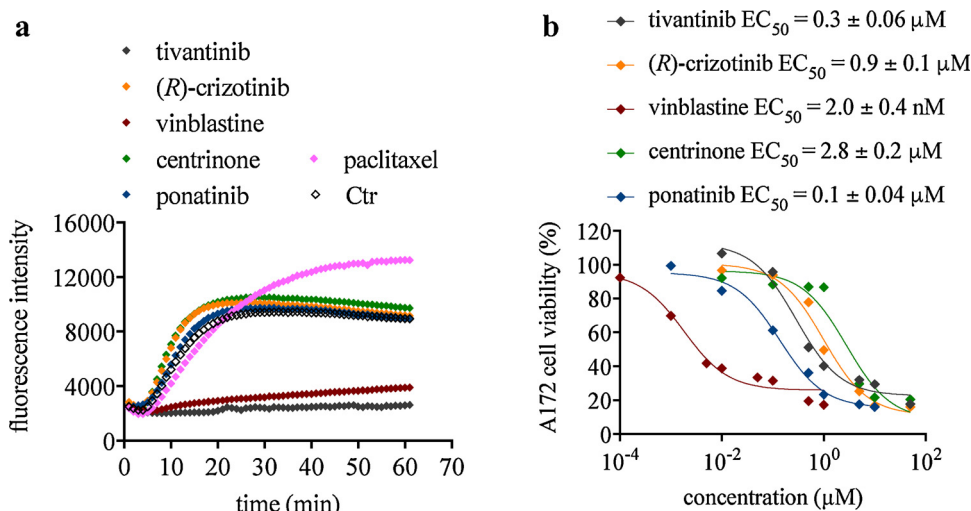 a
tivantinib
(R)-crizotinib
vinblastine
centrinone
paclitaxel
ponatinib
Ctr
fluorescence intensity
16000
12000
8000
4000
0
0 10 20 30 40 50 60 70
time (min)
b
tivantinib EC50 = 0.3 ± 0.06 μM
(R)-crizotinib EC50 = 0.9 ± 0.1 μM
vinblastine EC50 = 2.0 ± 0.4 nM
centrinone EC50 = 2.8 ± 0.2 μM
ponatinib EC50 = 0.1 ± 0.04 μM
A172 cell viability (%)
120
100
80
60
40
20
0
10-4 10-2 100 102
concentration (μM)